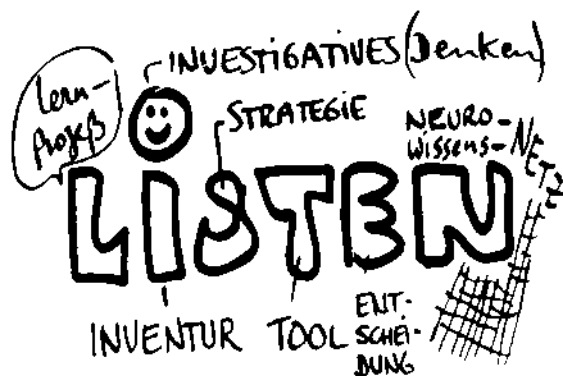 INVESTIGATIVES (Denken)
Lern-
Prozeß
STRATEGIE
NEURO-
Wissens-NETZ
LISTEN
INVENTUR
TOOL
ENT-
SCHEI-
DUNG